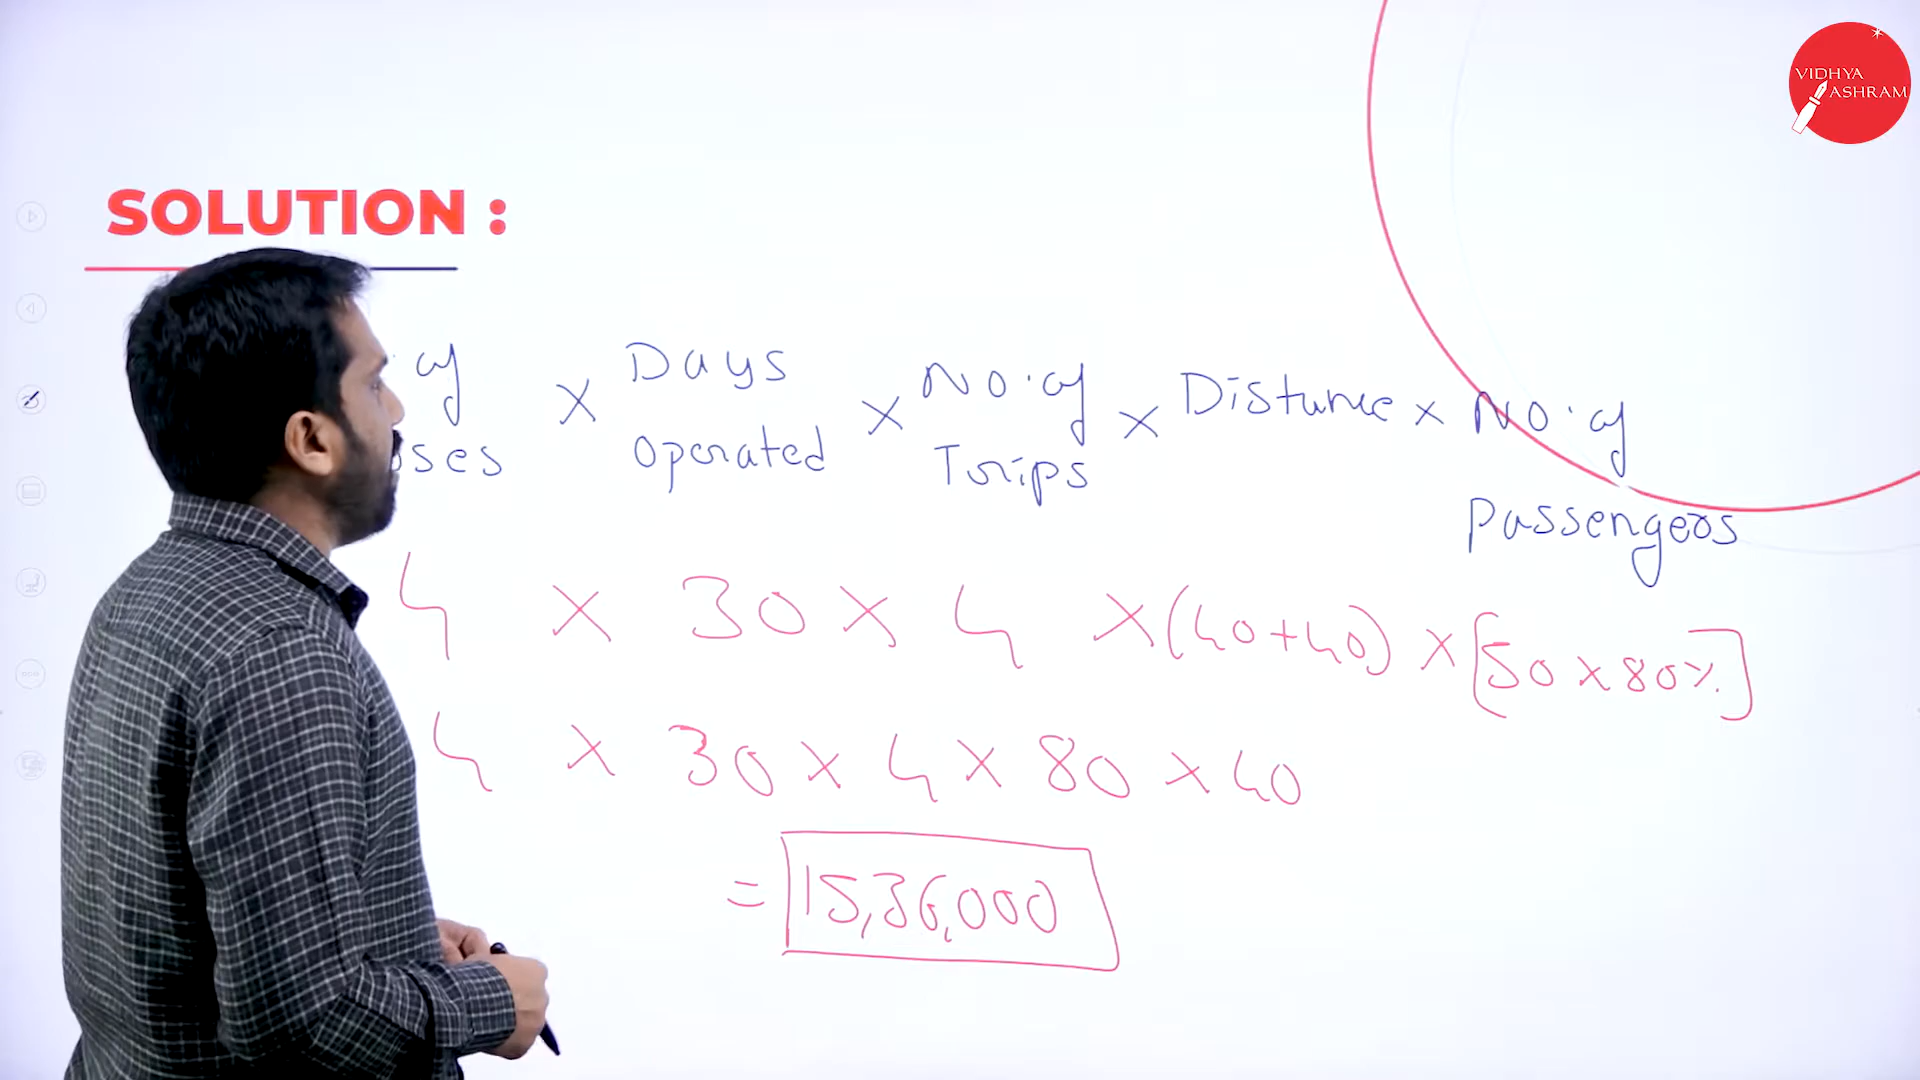 VIDHYA
ASHRAM
SOLUTION :
of × Days × No. of × Distance × No. of
Operated Trips
Passengers
4 × 30 × 4 × (40+40) × [50 × 80%]
4 × 30 × 4 × 80 × 40
= 15,36,000